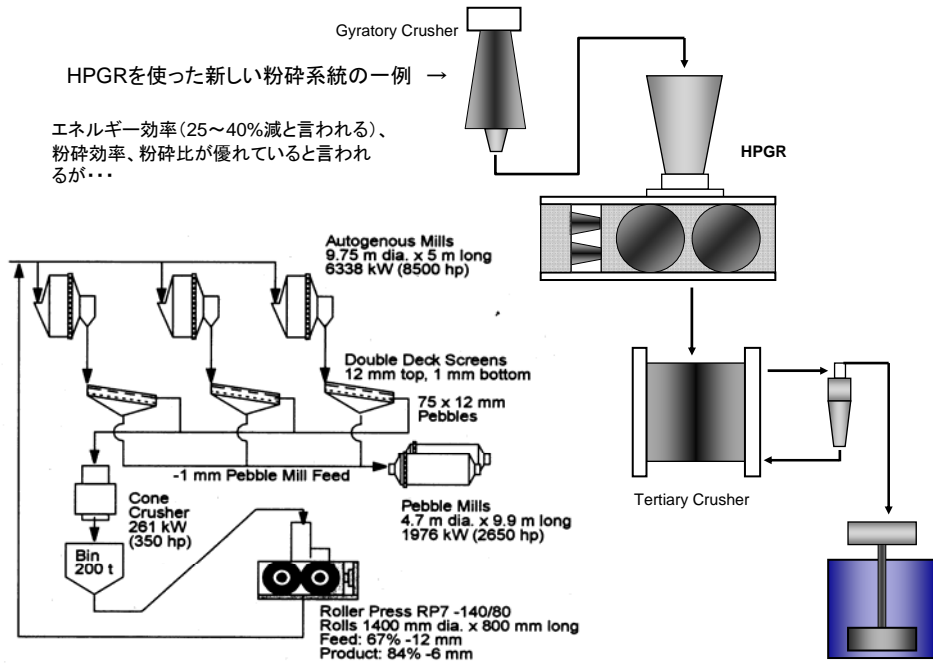 Gyratory Crusher
HPGRを使った新しい粉砕系統の一例 →
エネルギー効率(25~40%減と言われる)、
粉砕効率、粉砕比が優れていると言われ
るが・・・
HPGR
Autogenous Mills
9.75 m dia. x 5 m long
6338 kW (8500 hp)
Double Deck Screens
12 mm top, 1 mm bottom
75 x 12 mm
Pebbles
-1 mm Pebble Mill Feed
Cone
Crusher
261 kW
(350 hp)
Pebble Mills
4.7 m dia. x 9.9 m long
1976 kW (2650 hp)
Tertiary Crusher
Bin
200 t
Roller Press RP7 -140/80
Rolls 1400 mm dia. x 800 mm long
Feed: 67% -12 mm
Product: 84% -6 mm